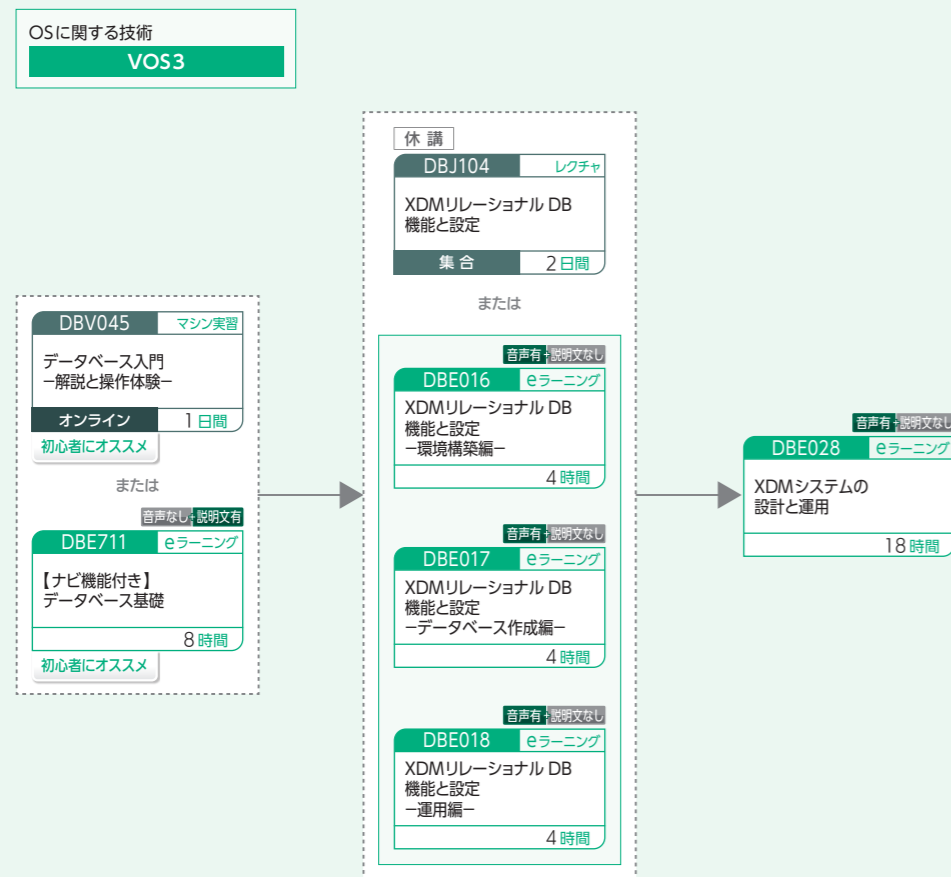 OSに関する技術
VOS3
DBV045 マシン実習
データベース入門
−解説と操作体験−
オンライン 1日間
初心者にオススメ
または
音声なし+説明文有
DBE711 eラーニング
【ナビ機能付き】
データベース基礎
8時間
初心者にオススメ
休講
DBJ104 レクチャ
XDMリレーショナル DB
機能と設定
集合 2日間
または
音声有+説明文なし
DBE016 eラーニング
XDMリレーショナル DB
機能と設定
−環境構築編−
4時間
音声有+説明文なし
DBE017 eラーニング
XDMリレーショナル DB
機能と設定
−データベース作成編−
4時間
音声有+説明文なし
DBE018 eラーニング
XDMリレーショナル DB
機能と設定
−運用編−
4時間
音声有+説明文なし
DBE028 eラーニング
XDMシステムの
設計と運用
18時間